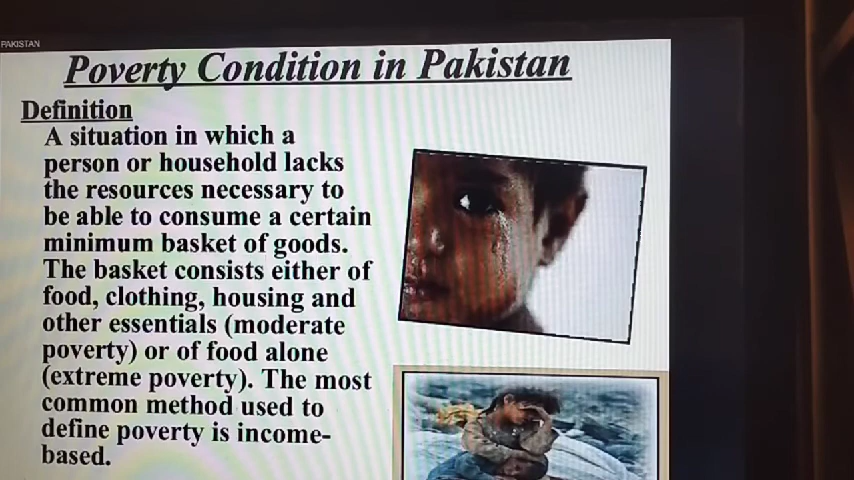 PAKISTAN
Poverty Condition in Pakistan
Definition
A situation in which a
person or household lacks
the resources necessary to
be able to consume a certain
minimum basket of goods.
The basket consists either of
food, clothing, housing and
other essentials (moderate
poverty) or of food alone
(extreme poverty). The most
common method used to
define poverty is income-
based.